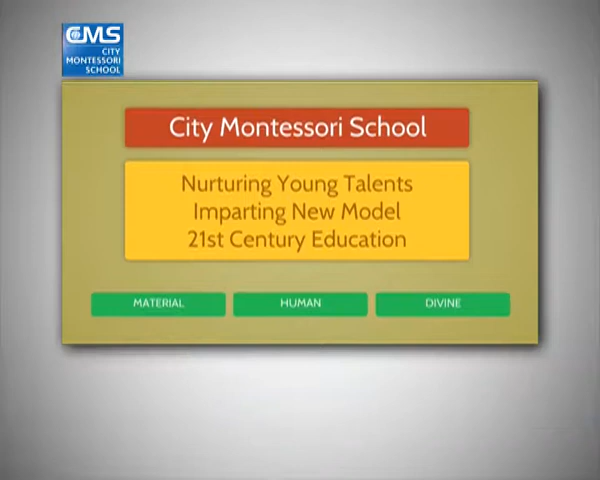 CMS
CITY
MONTESSORI
SCHOOL
City Montessori School
Nurturing Young Talents
Imparting New Model
21st Century Education
MATERIAL
HUMAN
DIVINE